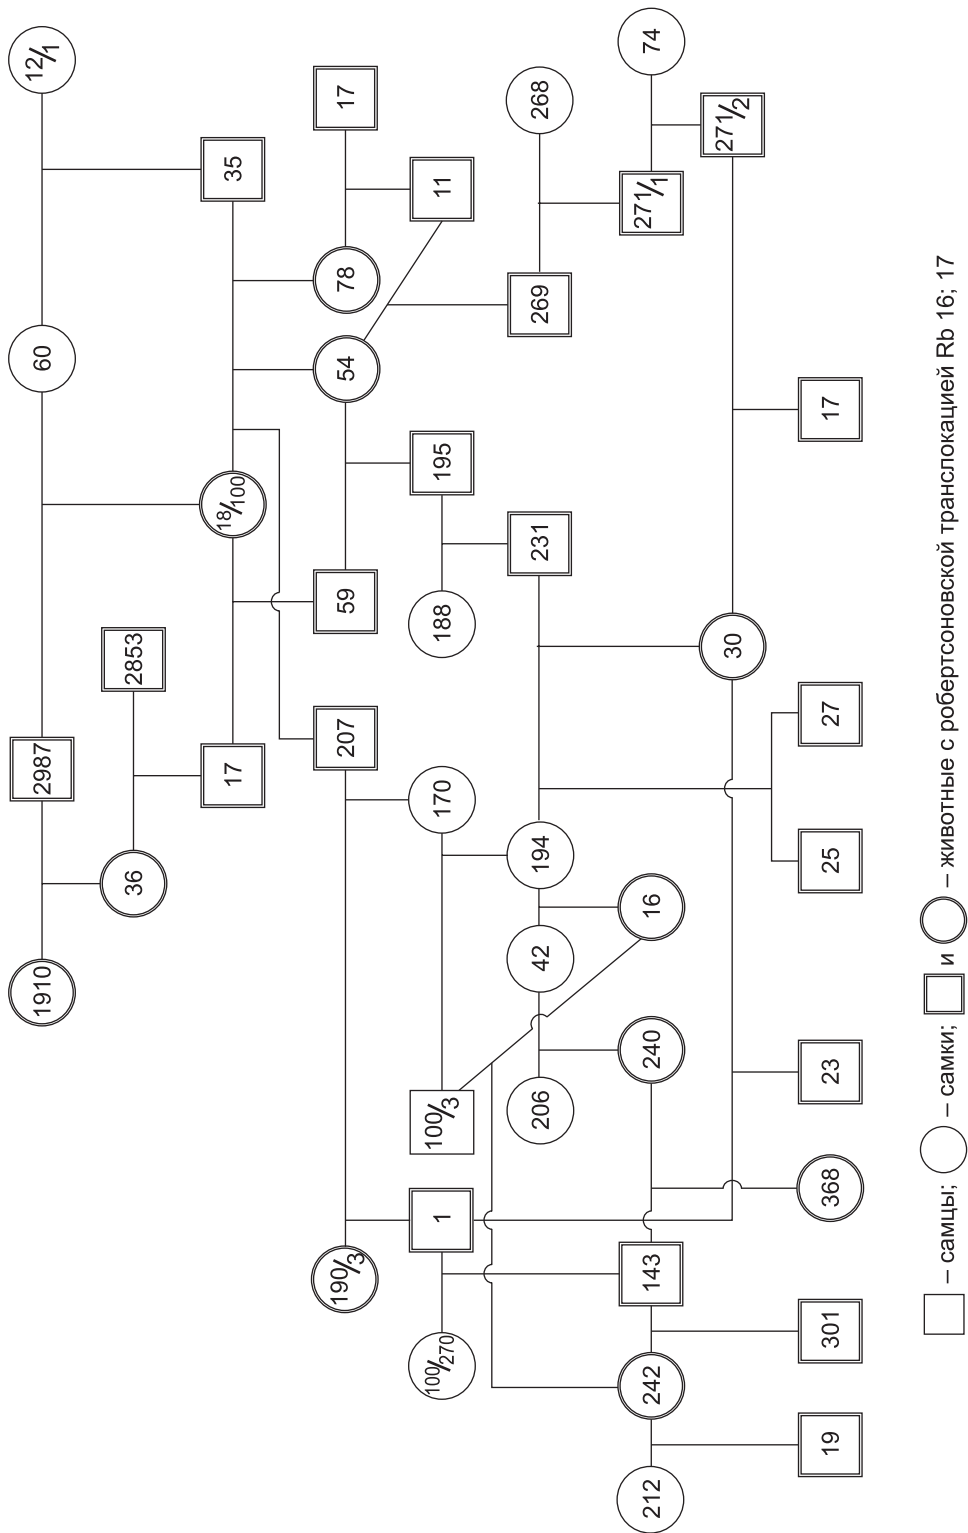 1910 2987 60 12/1
36 2853
17 18/100 35
190/3 207 59 54 78 17
100/270 1 100/3 170 188 195 11
206 42 194 231 269 268
212 242 143 240 16 271/1 74
30 271/2
19 301 368 23 25 27 17
– самцы; – самки; и – животные с робертсоновской транслокацией Rb 16; 17